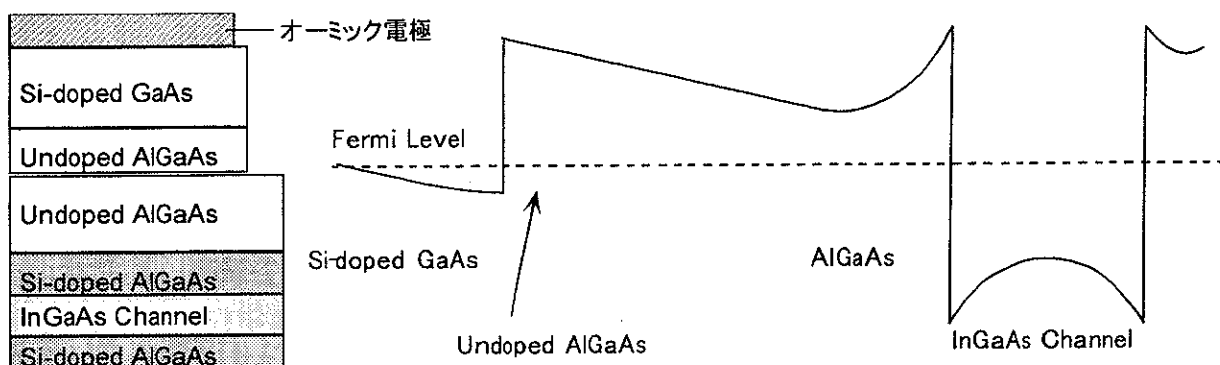 オーミック電極
Si-doped GaAs
Undoped AlGaAs
Undoped AlGaAs
Si-doped AlGaAs
InGaAs Channel
Si-doped AlGaAs
Fermi Level
Si-doped GaAs
Undoped AlGaAs
AlGaAs
InGaAs Channel